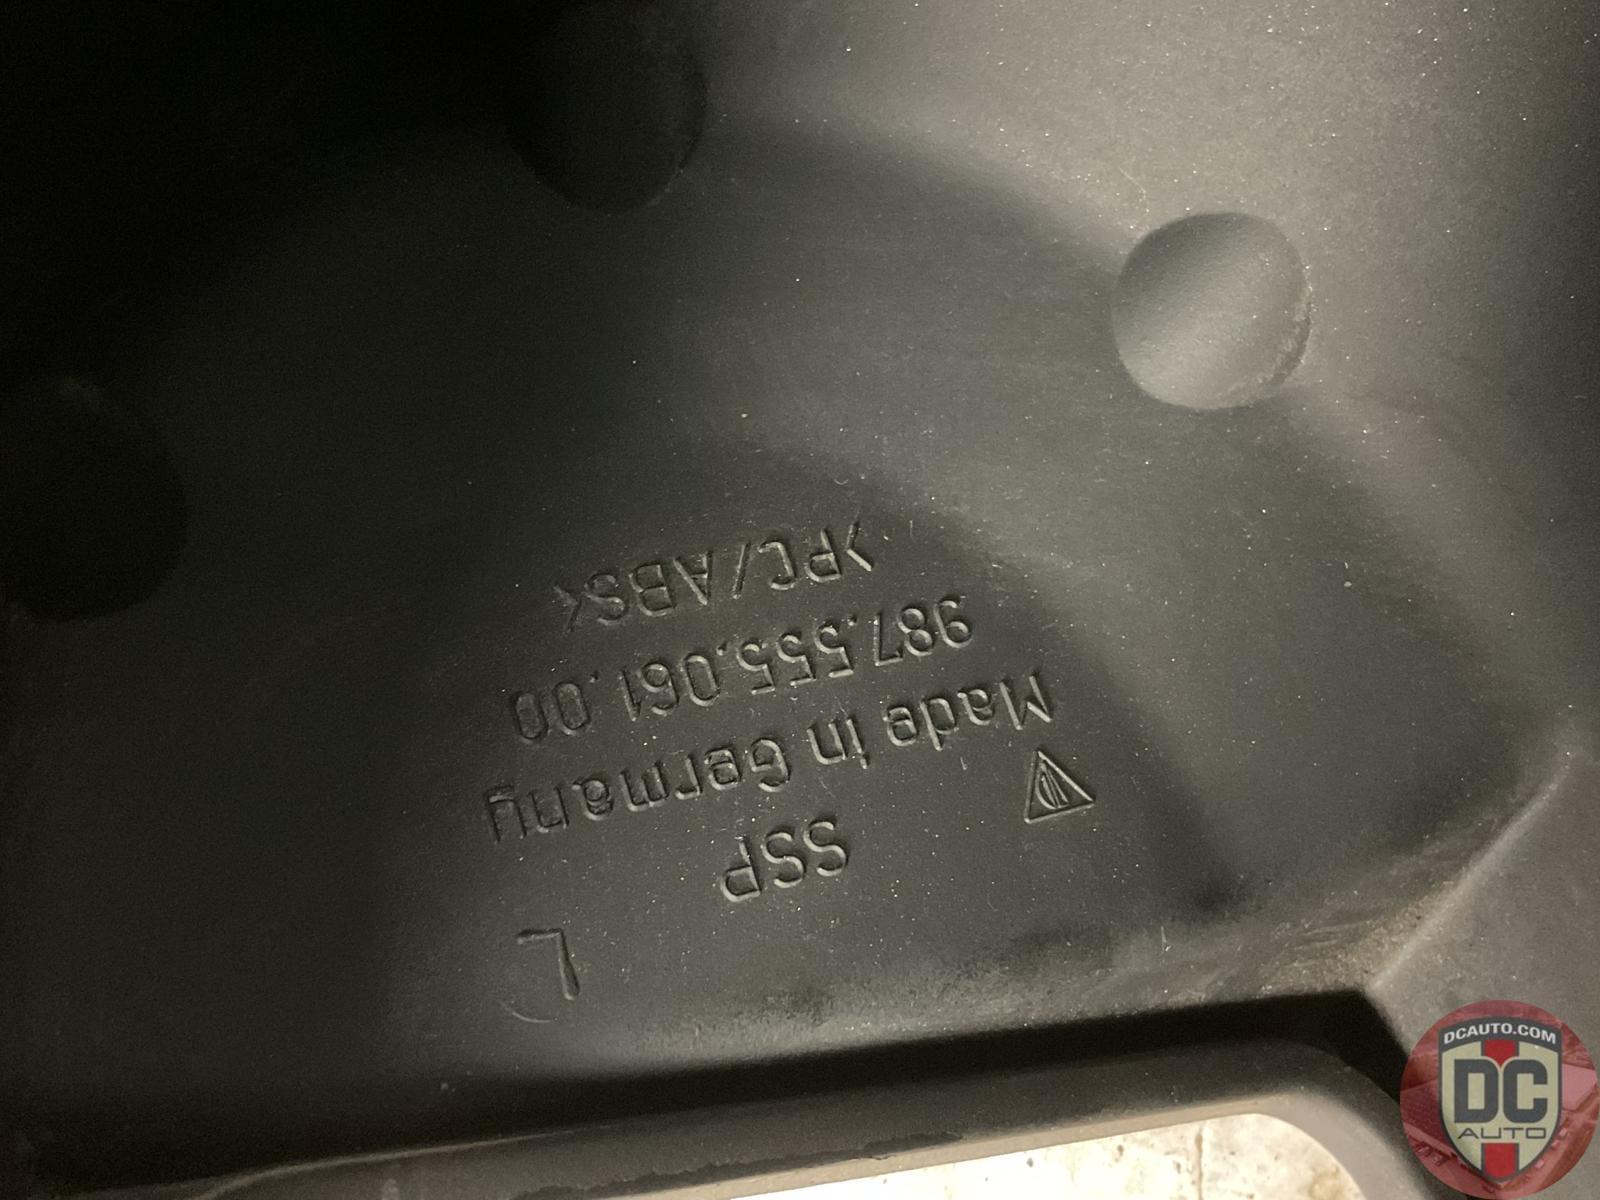 L
SSP
Made in Germany
987.555.061.00
>PC/ABS<
DCAUTO.COM
DC
AUTO